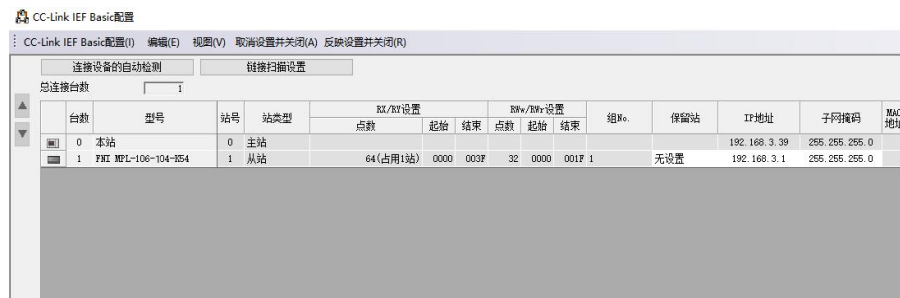 CC-Link IEF Basic配置
CC-Link IEF Basic配置(I) 编辑(E) 视图(V) 取消设置并关闭(A) 反映设置并关闭(R)
连接设备的自动检测 链接扫描设置
总连接台数 1
台数 型号 站号 站类型 RX/RY设置 RWw/RWr设置 组No. 保留站 IP地址 子网掩码 MAC地址
点数 起始 结束 点数 起始 结束
0 本站 0 主站 192.168.3.39 255.255.255.0
1 FNI MPL-106-104-K54 1 从站 64(占用1站) 0000 003F 32 0000 001F 1 无设置 192.168.3.1 255.255.255.0